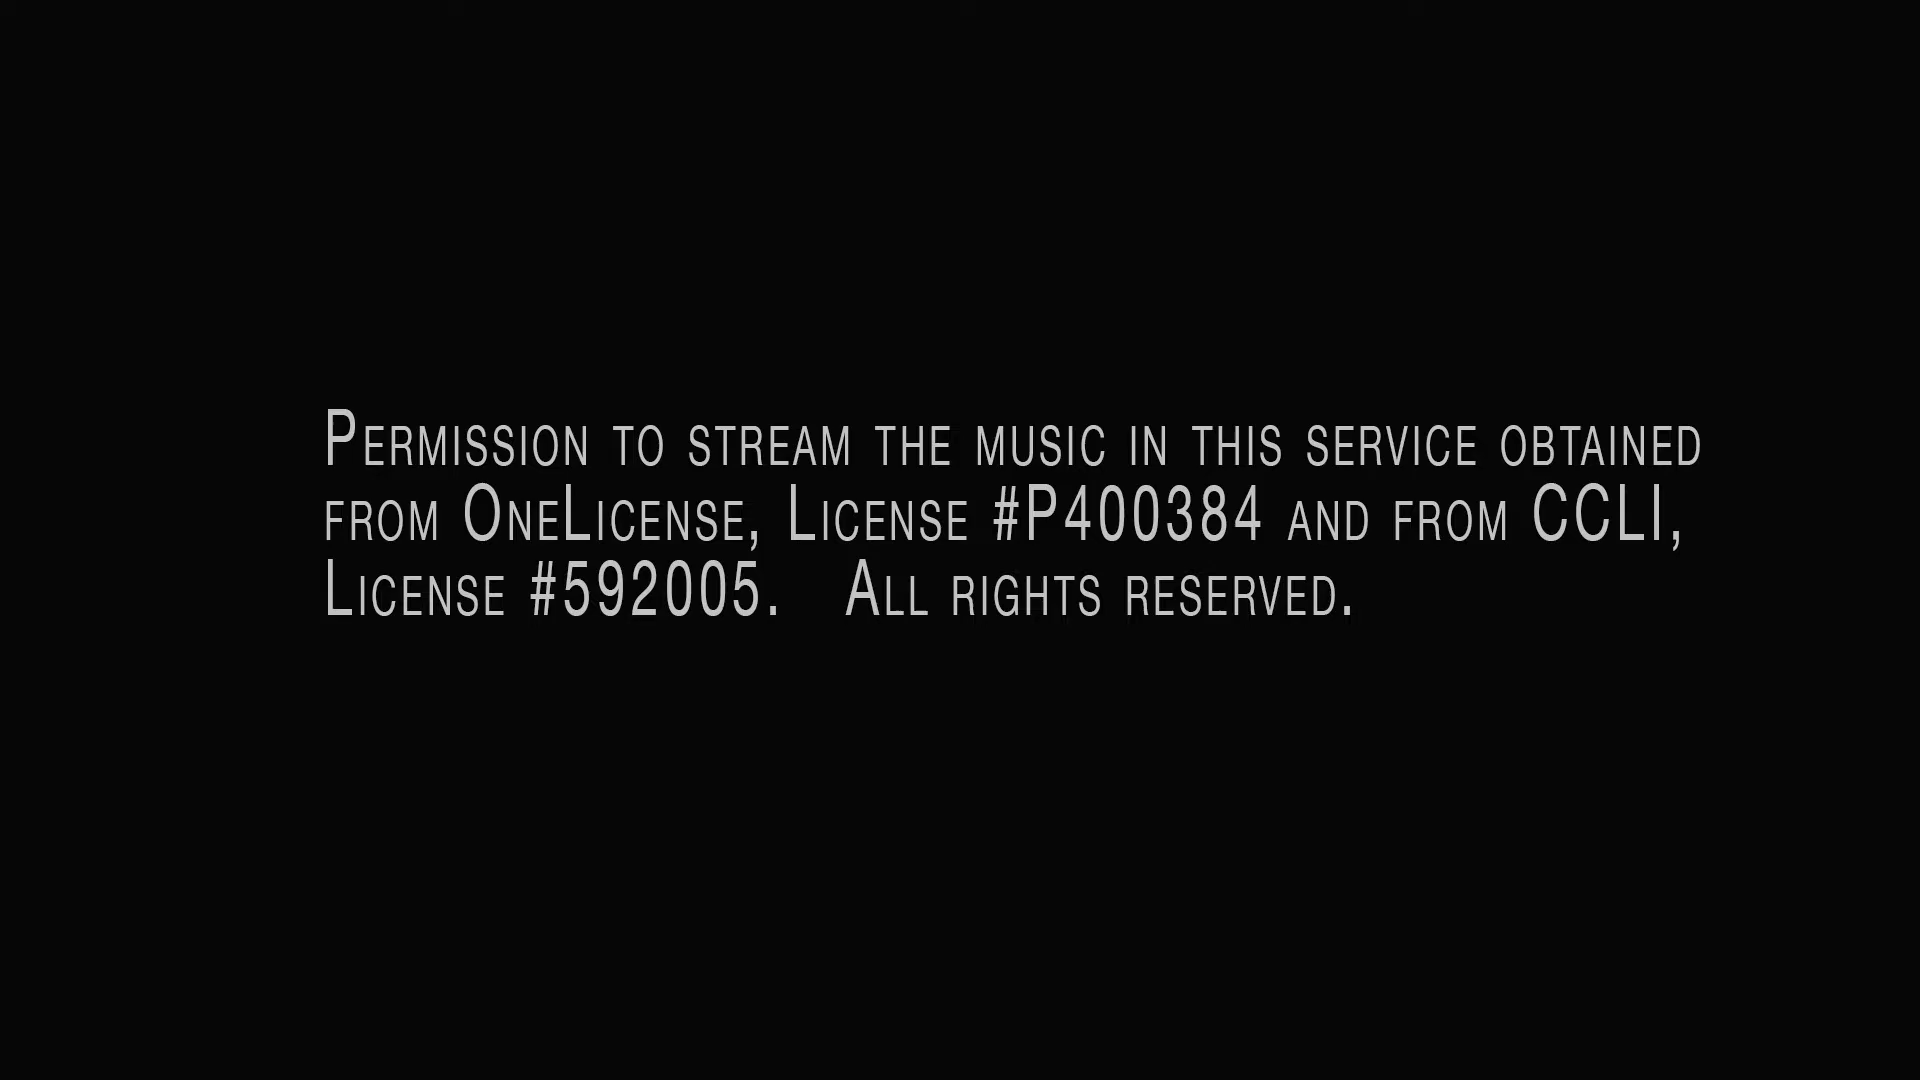 Permission to stream the music in this service obtained
from OneLicense, License #P400384 and from CCLI,
License #592005.   All rights reserved.